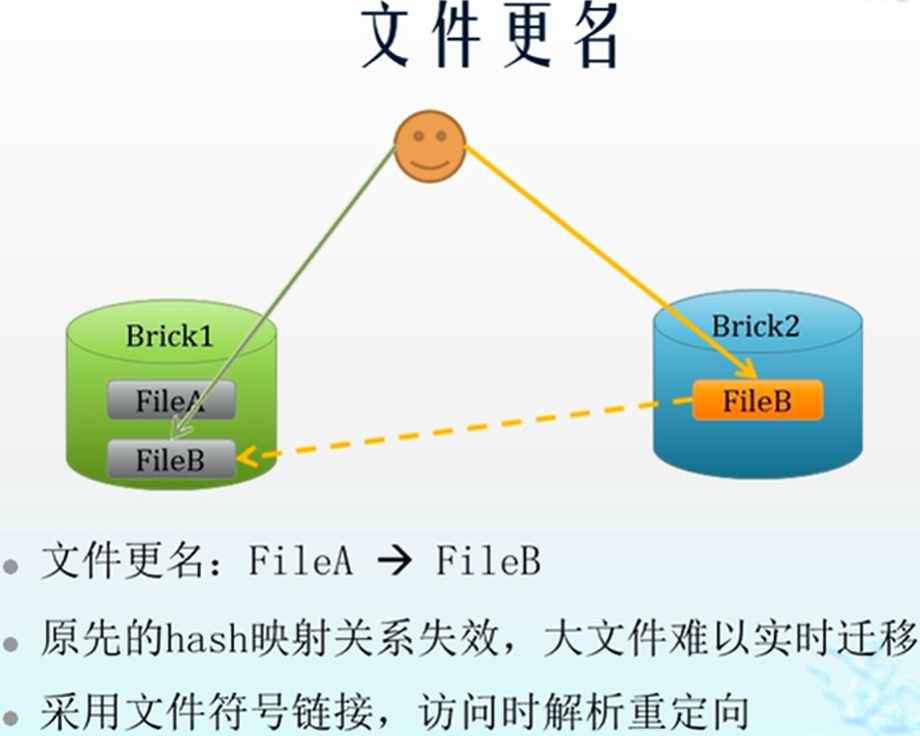 文件更名
Brick1
Brick2
FileA
FileB
FileB
文件更名：FileA → FileB
原先的hash映射关系失效，大文件难以实时迁移
采用文件符号链接，访问时解析重定向